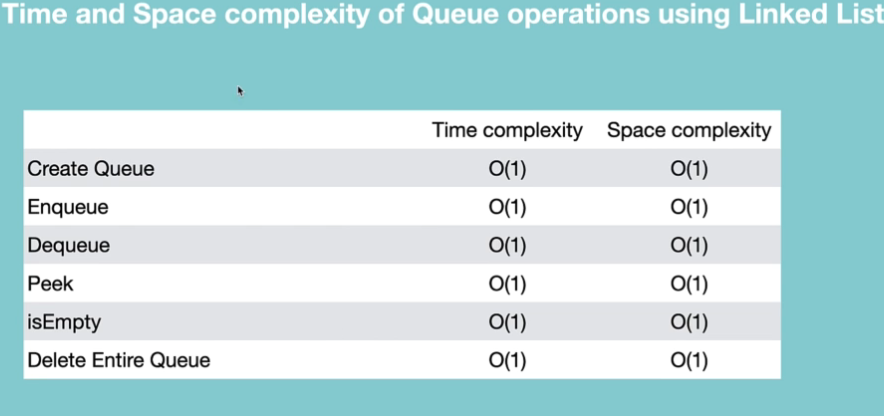 Time and Space complexity of Queue operations using Linked List
Time complexity Space complexity
Create Queue O(1) O(1)
Enqueue O(1) O(1)
Dequeue O(1) O(1)
Peek O(1) O(1)
isEmpty O(1) O(1)
Delete Entire Queue O(1) O(1)